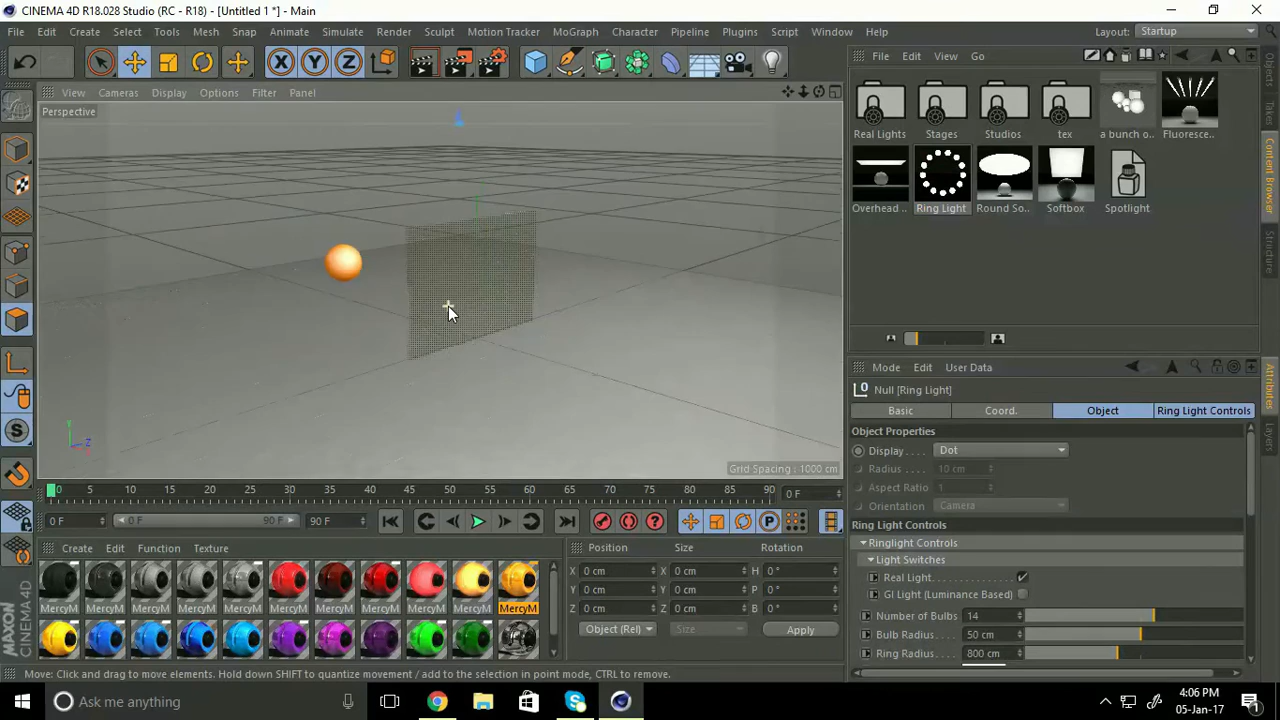 CINEMA 4D R18.028 Studio (RC - R18) - [Untitled 1 *] - Main
File Edit Create Select Tools Mesh Snap Animate Simulate Render Sculpt Motion Tracker MoGraph Character Pipeline Plugins Script Window Help
Layout: Startup
X Y Z
File Edit View Go
View Cameras Display Options Filter Panel
Perspective
Real Lights Stages Studios tex a bunch o.. Fluoresce..
Overhead .. Ring Light Round So.. Softbox Spotlight
Objects
Takes
Content Browser
Structure
Attributes
Layers
Grid Spacing : 1000 cm
Mode Edit User Data
Null [Ring Light]
Basic Coord. Object Ring Light Controls
Object Properties
Display . . . . Dot
Radius . . . . 10 cm
Aspect Ratio 1
Orientation Camera
Ring Light Controls
Ringlight Controls
Light Switches
Real Light
GI Light (Luminance Based)
Number of Bulbs 14
Bulb Radius 50 cm
Ring Radius 800 cm
0 5 10 15 20 25 30 35 40 45 50 55 60 65 70 75 80 85 90 0 F
0 F 0 F 90 F 90 F
Create Edit Function Texture
MercyM MercyM MercyM MercyM MercyM MercyM MercyM MercyM MercyM MercyM MercyM
Position Size Rotation
X 0 cm X 0 cm H 0 °
Y 0 cm Y 0 cm P 0 °
Z 0 cm Z 0 cm B 0 °
Object (Rel) Size Apply
MAXON CINEMA 4D
Move: Click and drag to move elements. Hold down SHIFT to quantize movement / add to the selection in point mode, CTRL to remove.
Ask me anything
4:06 PM
05-Jan-17